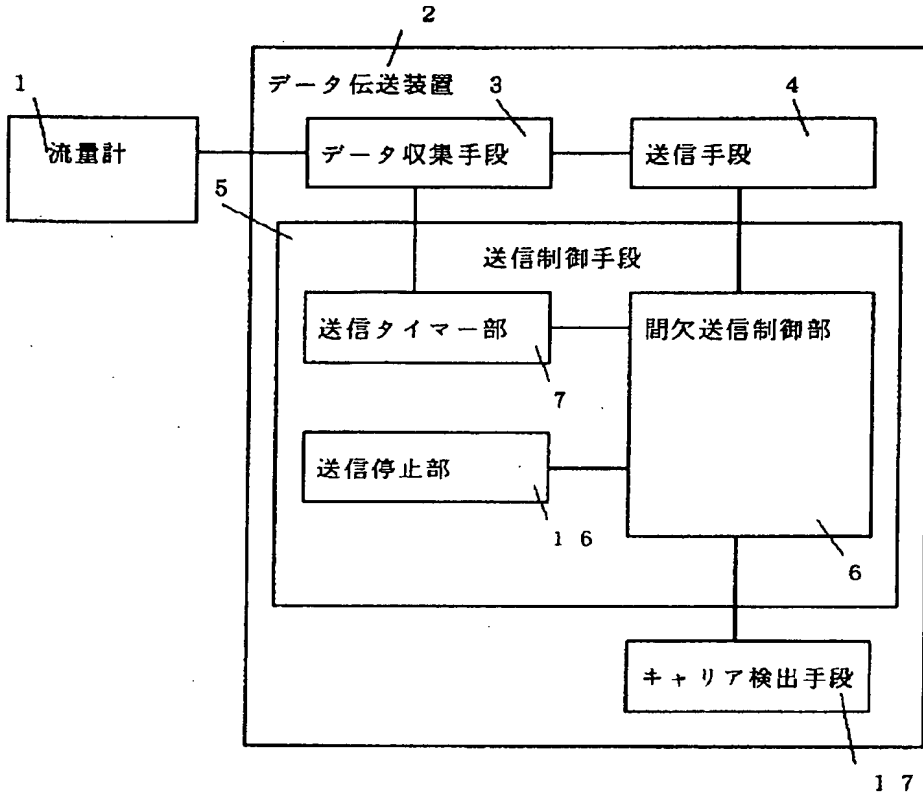 2
データ伝送装置
1
3
4
流量計
データ収集手段
送信手段
5
送信制御手段
送信タイマー部
間欠送信制御部
7
送信停止部
16
6
キャリア検出手段
17